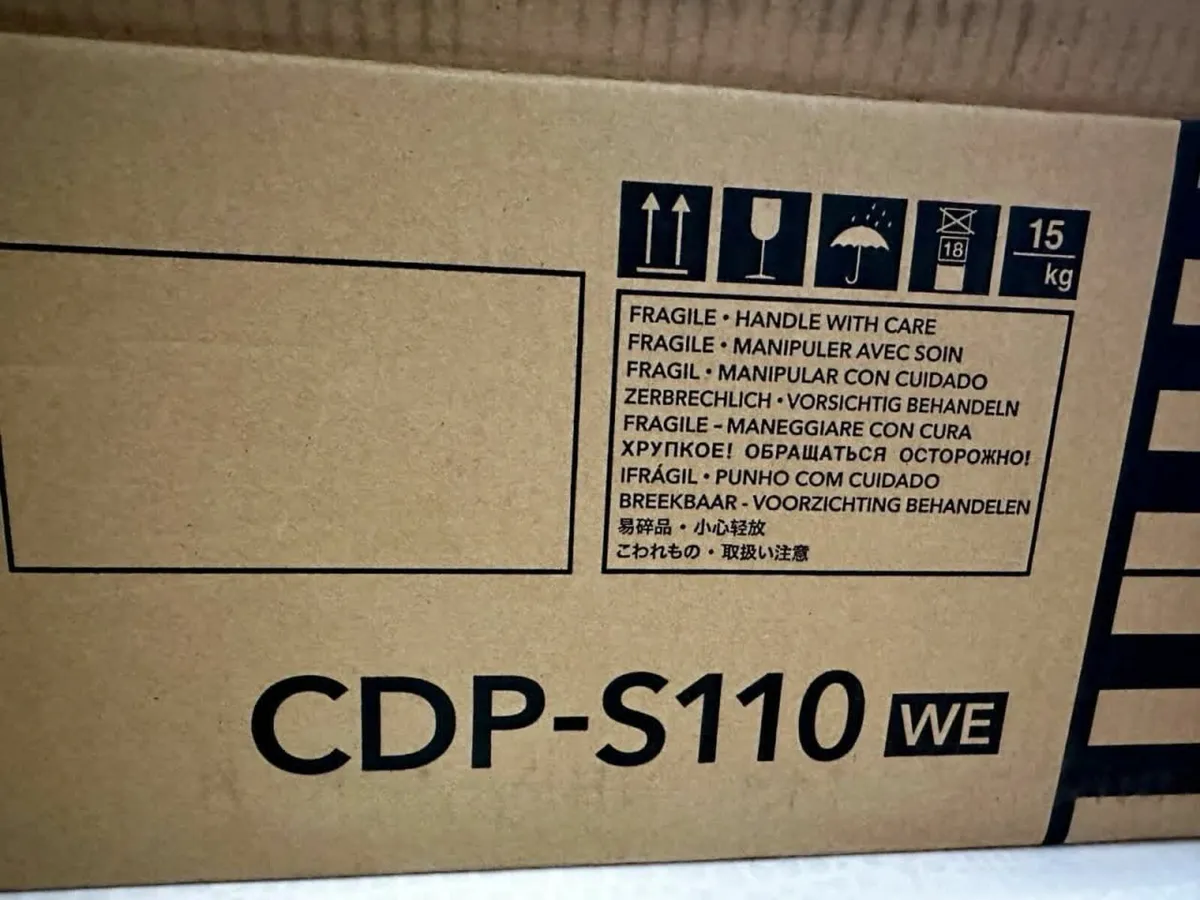 18
15
kg
FRAGILE • HANDLE WITH CARE
FRAGILE • MANIPULER AVEC SOIN
FRAGIL • MANIPULAR CON CUIDADO
ZERBRECHLICH • VORSICHTIG BEHANDELN
FRAGILE – MANEGGIARE CON CURA
ХРУПКОЕ! ОБРАЩАТЬСЯ ОСТОРОЖНО!
IFRÁGIL • PUNHO COM CUIDADO
BREEKBAAR - VOORZICHTING BEHANDELEN
易碎品・小心轻放
こわれもの・取扱い注意
CDP-S110 WE